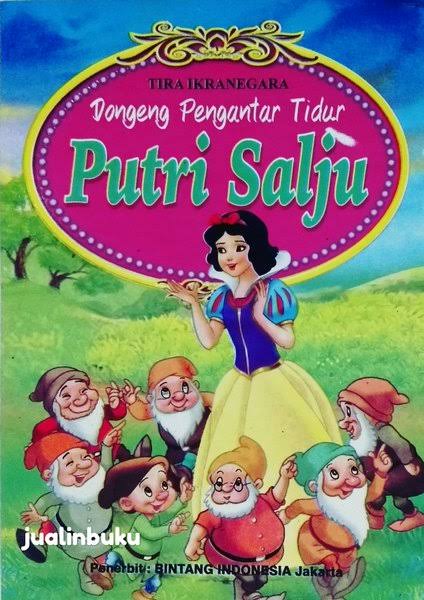 TIRA IKRANEGARA
Dongeng Pengantar Tidur
Putri Salju
jualinbuku
Penerbit : BINTANG INDONESIA Jakarta